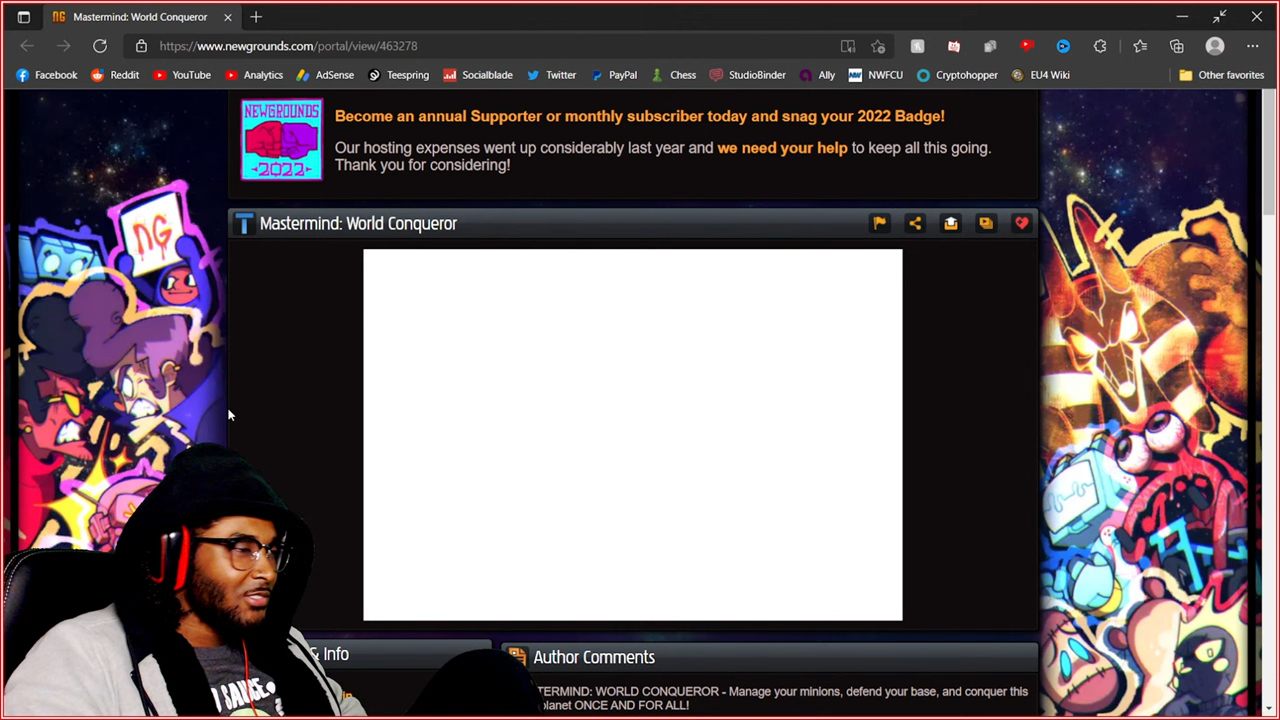 Mastermind: World Conqueror
https://www.newgrounds.com/portal/view/463278
Facebook Reddit YouTube Analytics AdSense Teespring Socialblade Twitter PayPal Chess StudioBinder Ally NWFCU Cryptohopper EU4 Wiki Other favorites
NEWGROUNDS
2022
Become an annual Supporter or monthly subscriber today and snag your 2022 Badge!
Our hosting expenses went up considerably last year and we need your help to keep all this going.
Thank you for considering!
Mastermind: World Conqueror
NG
& Info
Author Comments
TERMIND: WORLD CONQUEROR - Manage your minions, defend your base, and conquer this
planet ONCE AND FOR ALL!